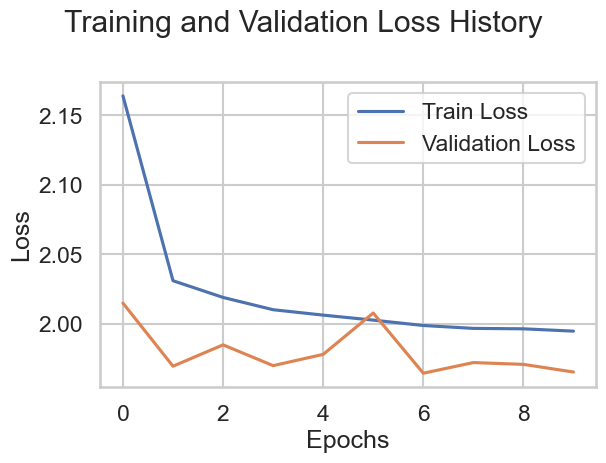 Training and Validation Loss History
Train Loss
Validation Loss
2.15
2.10
2.05
2.00
Loss
0 2 4 6 8
Epochs